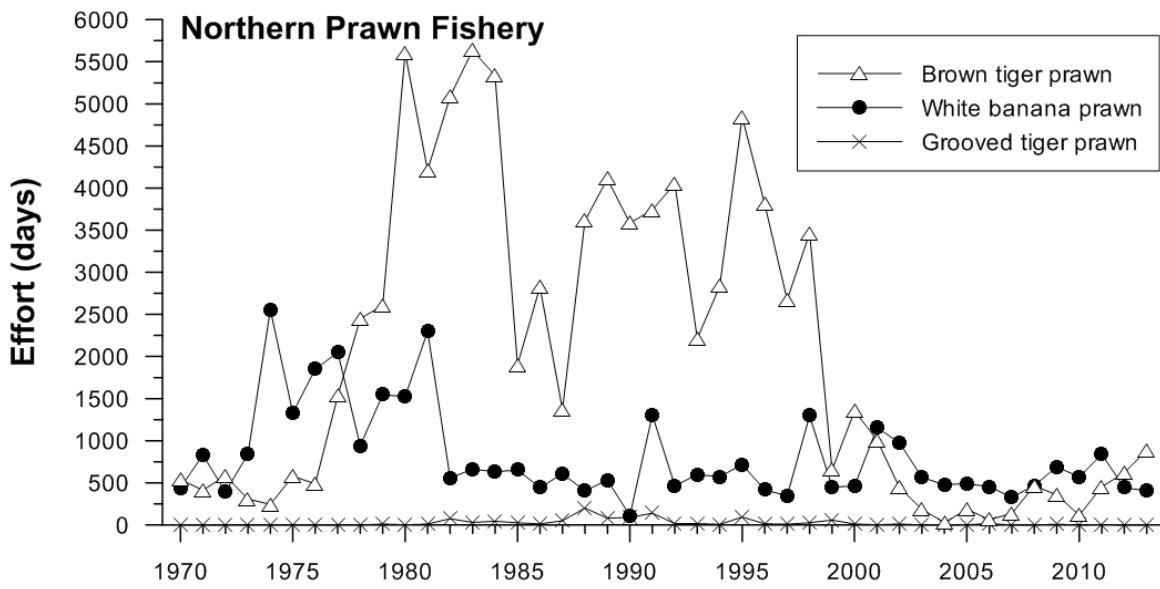 Northern Prawn Fishery
Effort (days)
6000
5500
5000
4500
4000
3500
3000
2500
2000
1500
1000
500
0
Brown tiger prawn
White banana prawn
Grooved tiger prawn
1970 1975 1980 1985 1990 1995 2000 2005 2010